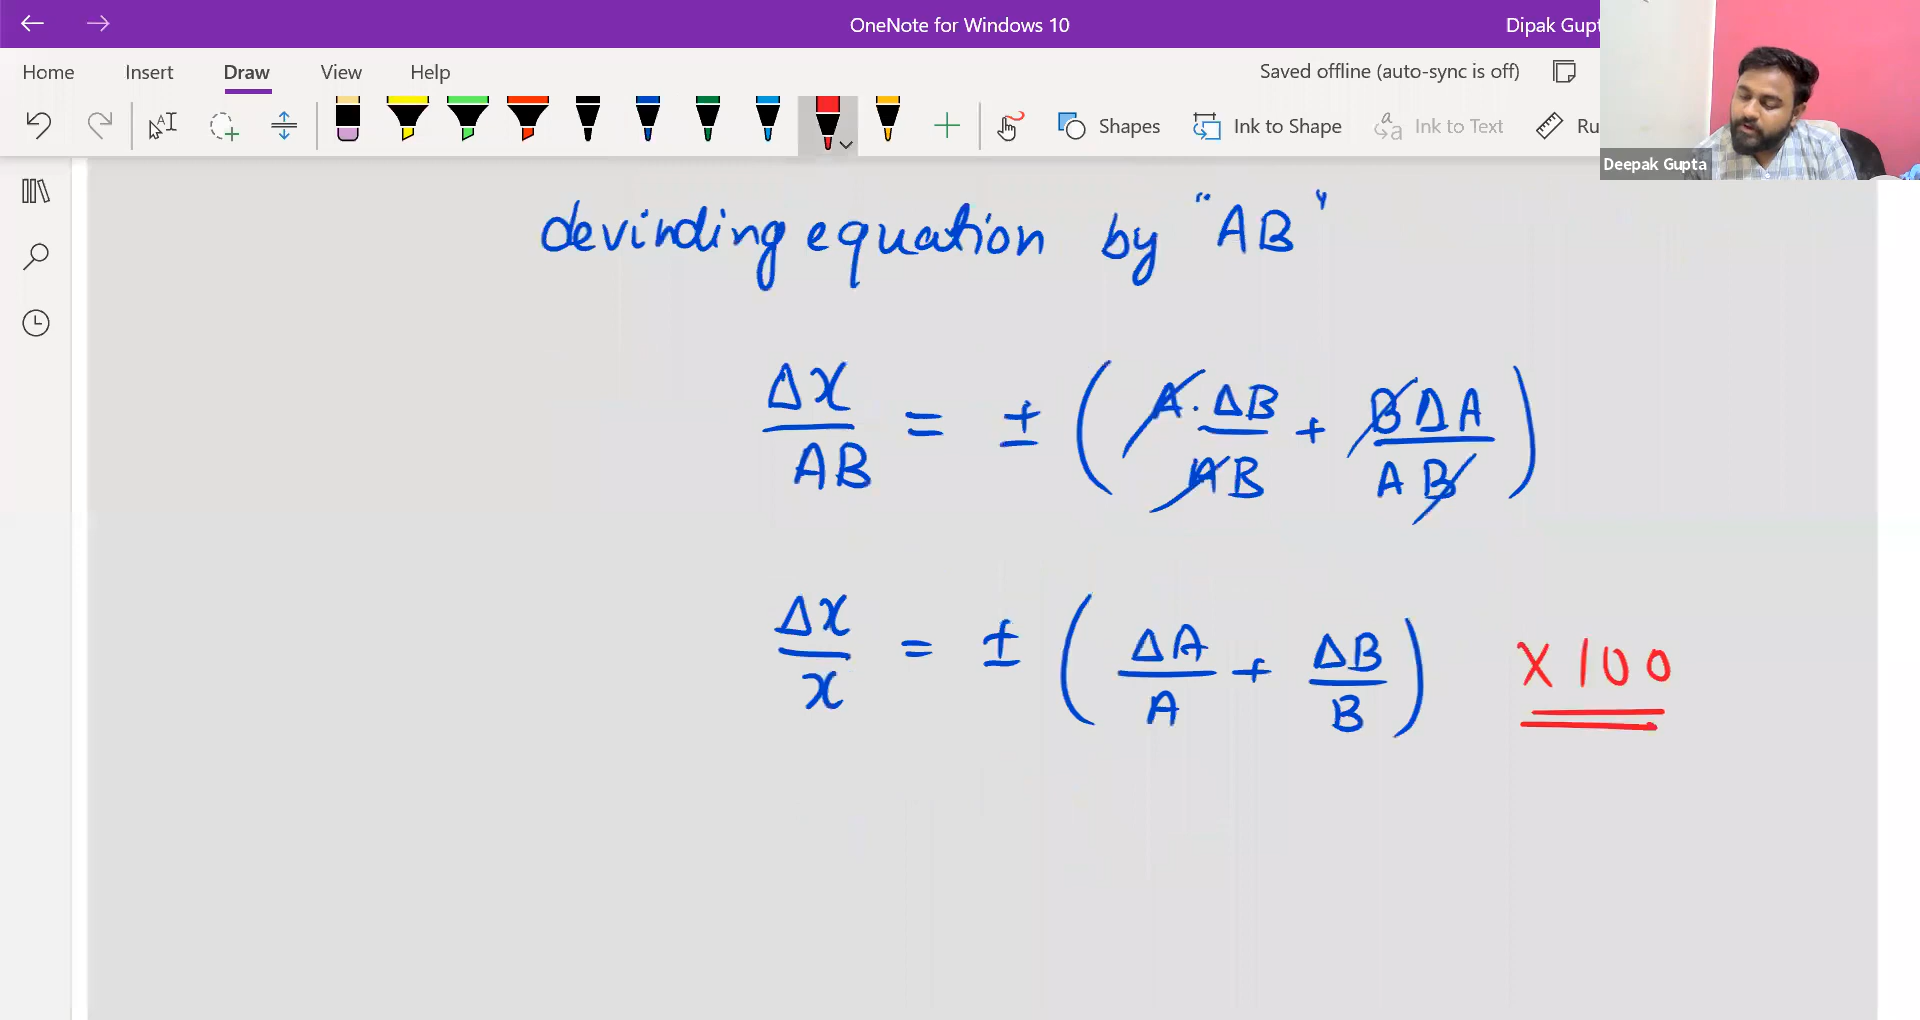 OneNote for Windows 10
Dipak Gupt
Home Insert Draw View Help
Saved offline (auto-sync is off)
Shapes Ink to Shape Ink to Text Ru
Deepak Gupta
devinding equation by "AB"
Δx/AB = ± (A.ΔB/AB + BΔA/AB)
Δx/x = ± (ΔA/A + ΔB/B) X 100